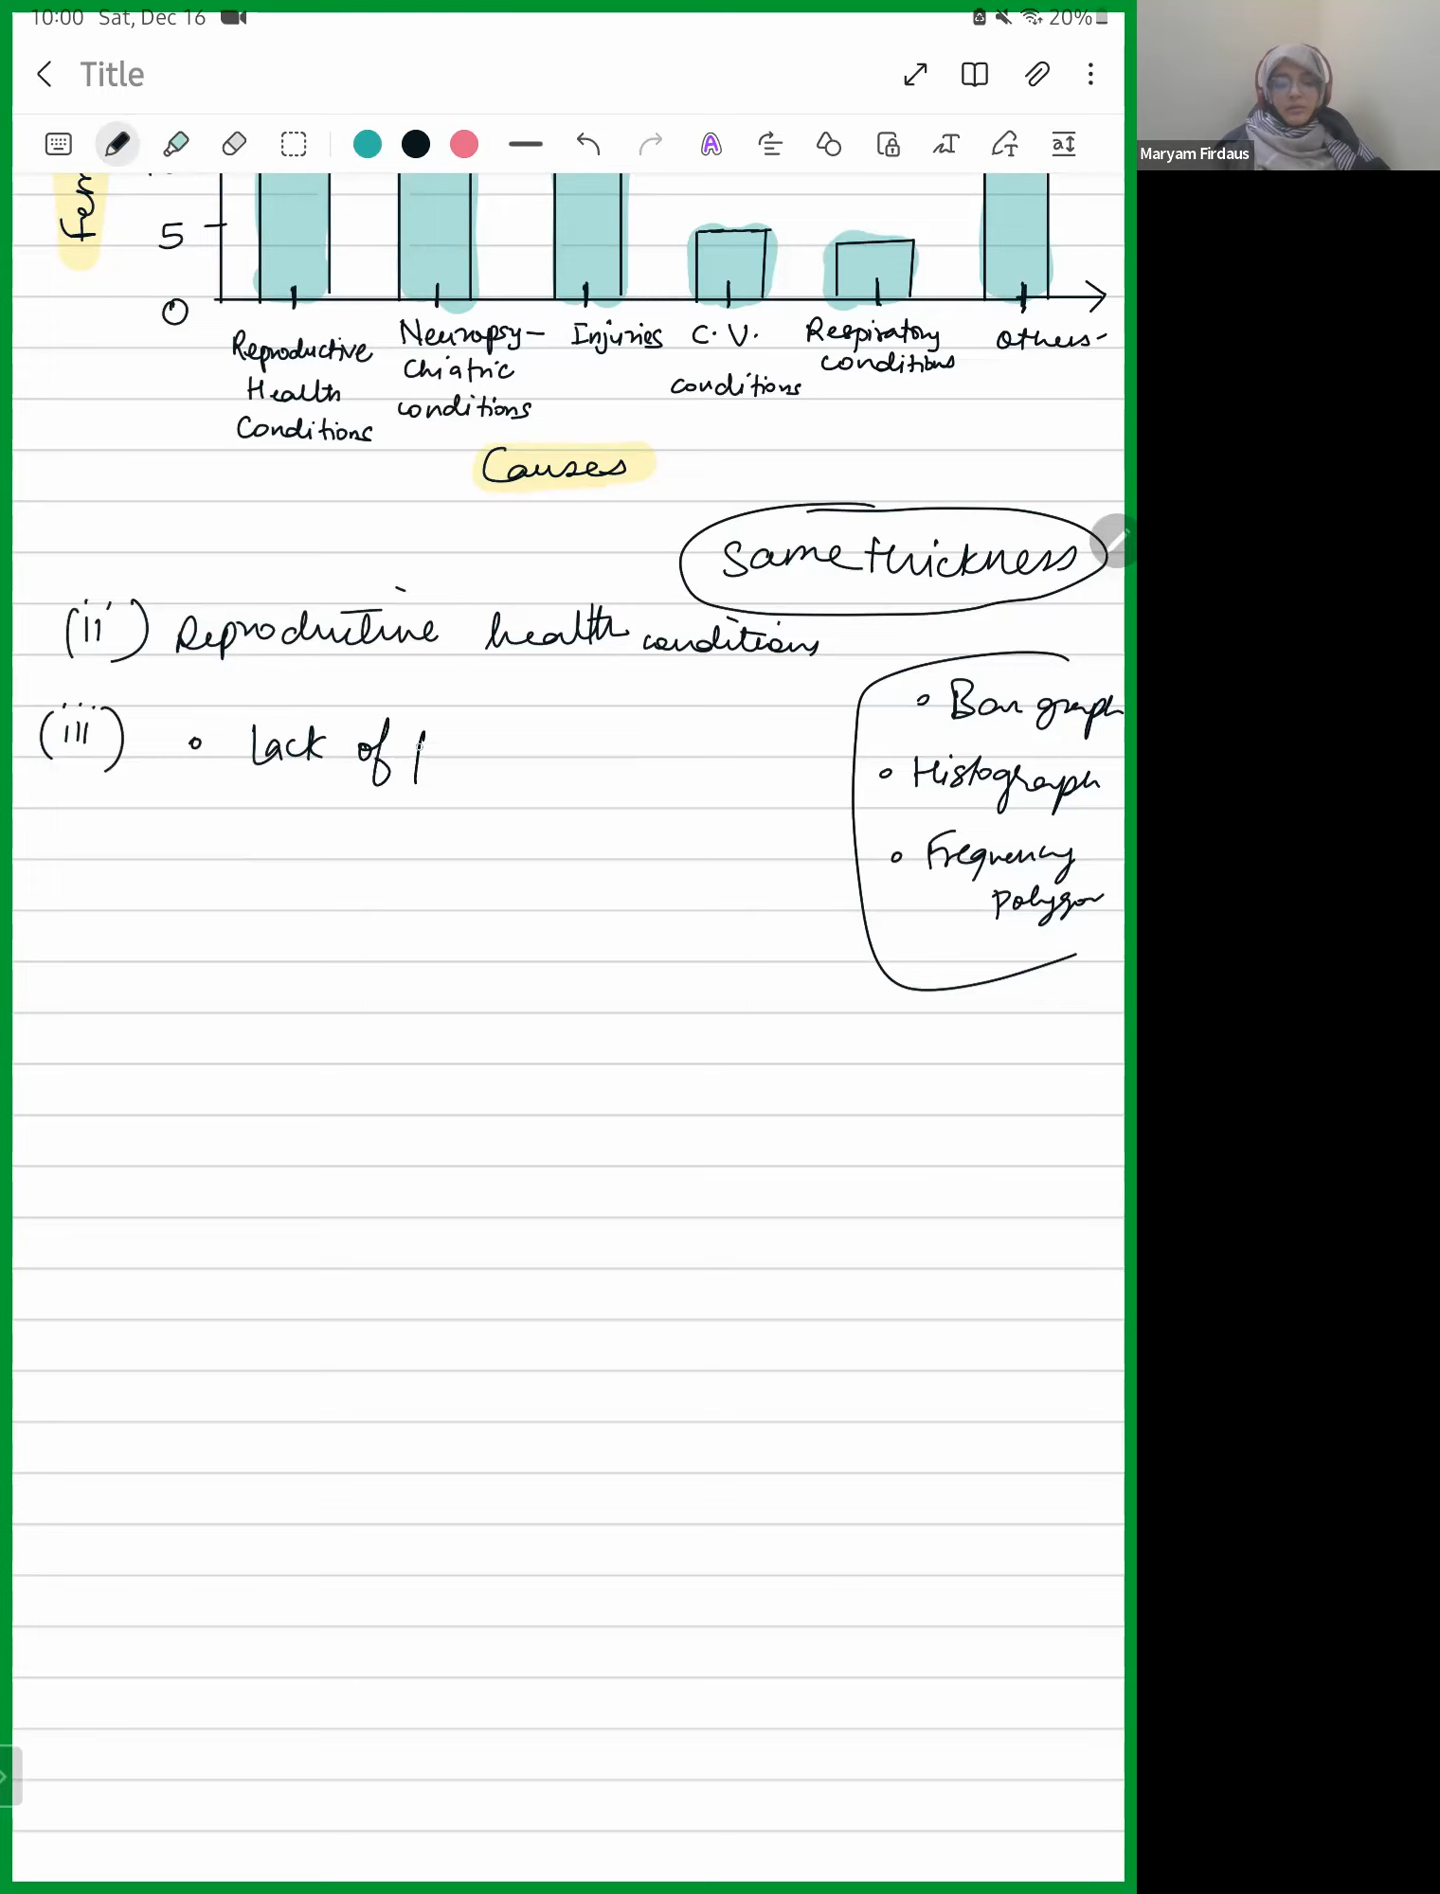 10:00 Sat, Dec 16
20%
Title
Maryam Firdaus
5
0
Reproductive Health Conditions
Neuropsy-
chiatric
conditions
Injuries
C.V.
conditions
Respiratory
conditions
others
Causes
Same thickness
(ii) Reproductive health conditions
• Bar graph
(iii) • Lack of
• Histograph
• Frequency
polygon